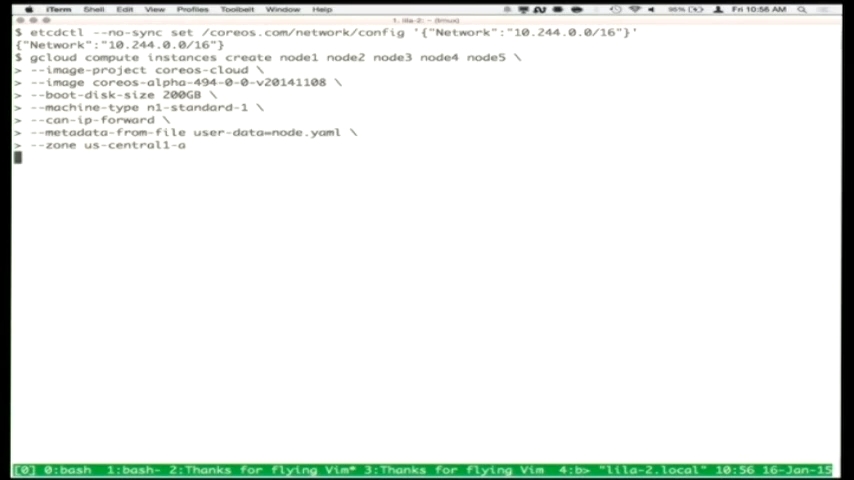 iTerm Shell Edit View Profiles Toolbelt Window Help 95% Fri 10:56 AM
1. lila-2: ~ (tmux)
$ etcdctl --no-sync set /coreos.com/network/config '{"Network":"10.244.0.0/16"}'
{"Network":"10.244.0.0/16"}
$ gcloud compute instances create node1 node2 node3 node4 node5 \
> --image-project coreos-cloud \
> --image coreos-alpha-494-0-0-v20141108 \
> --boot-disk-size 200GB \
> --machine-type n1-standard-1 \
> --can-ip-forward \
> --metadata-from-file user-data=node.yaml \
> --zone us-central1-a
[0] 0:bash 1:bash- 2:Thanks for flying Vim* 3:Thanks for flying Vim 4:b> "lila-2.local" 10:56 16-Jan-15